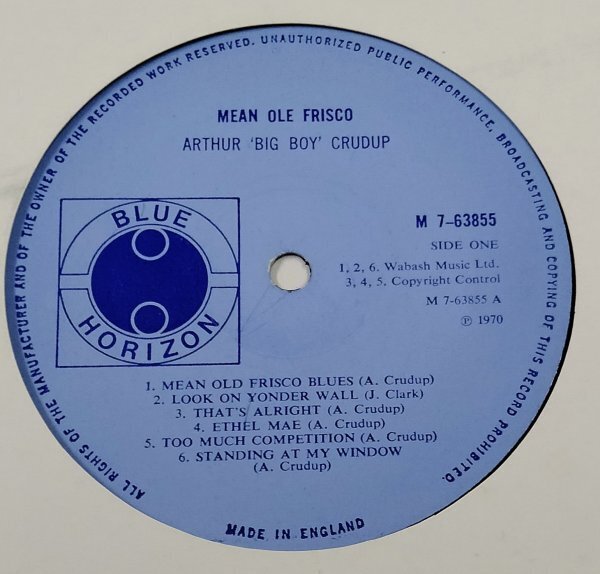 ALL RIGHTS OF THE MANUFACTURER AND OF THE OWNER OF THE RECORDED WORK RESERVED. UNAUTHORIZED PUBLIC PERFORMANCE, BROADCASTING AND COPYING OF THIS RECORD PROHIBITED.
MEAN OLE FRISCO
ARTHUR 'BIG BOY' CRUDUP
BLUE
HORIZON
M 7-63855
SIDE ONE
1, 2, 6. Wabash Music Ltd.
3, 4, 5. Copyright Control
M 7-63855 A
℗ 1970
1. MEAN OLD FRISCO BLUES (A. Crudup)
2. LOOK ON YONDER WALL (J. Clark)
3. THAT'S ALRIGHT (A. Crudup)
4. ETHEL MAE (A. Crudup)
5. TOO MUCH COMPETITION (A. Crudup)
6. STANDING AT MY WINDOW
(A. Crudup)
MADE IN ENGLAND